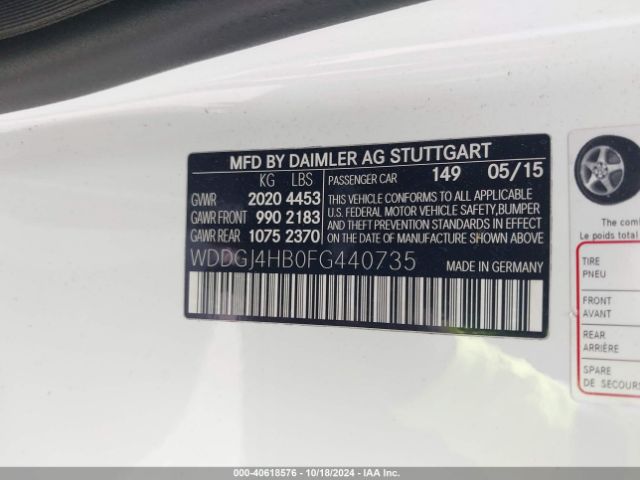 MFD BY DAIMLER AG STUTTGART
KG LBS
PASSENGER CAR 149 05/15
GVWR 2020 4453
GAWR FRONT 990 2183
GAWR REAR 1075 2370
THIS VEHICLE CONFORMS TO ALL APPLICABLE
U.S. FEDERAL MOTOR VEHICLE SAFETY, BUMPER
AND THEFT PREVENTION STANDARDS IN EFFECT
ON THE DATE OF MANUFACTURE SHOWN ABOVE.
WDDGJ4HB0FG440735 MADE IN GERMANY
The com
Le poids total
TIRE
PNEU
FRONT
AVANT
REAR
ARRIÈRE
SPARE
DE SECOURS
000-40618576 - 10/18/2024 - IAA Inc.